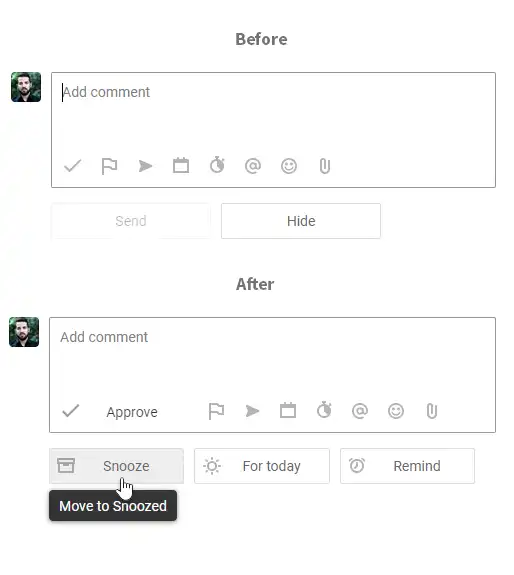 Before
Add comment
Send
Hide
After
Add comment
Approve
Snooze
For today
Remind
Move to Snoozed